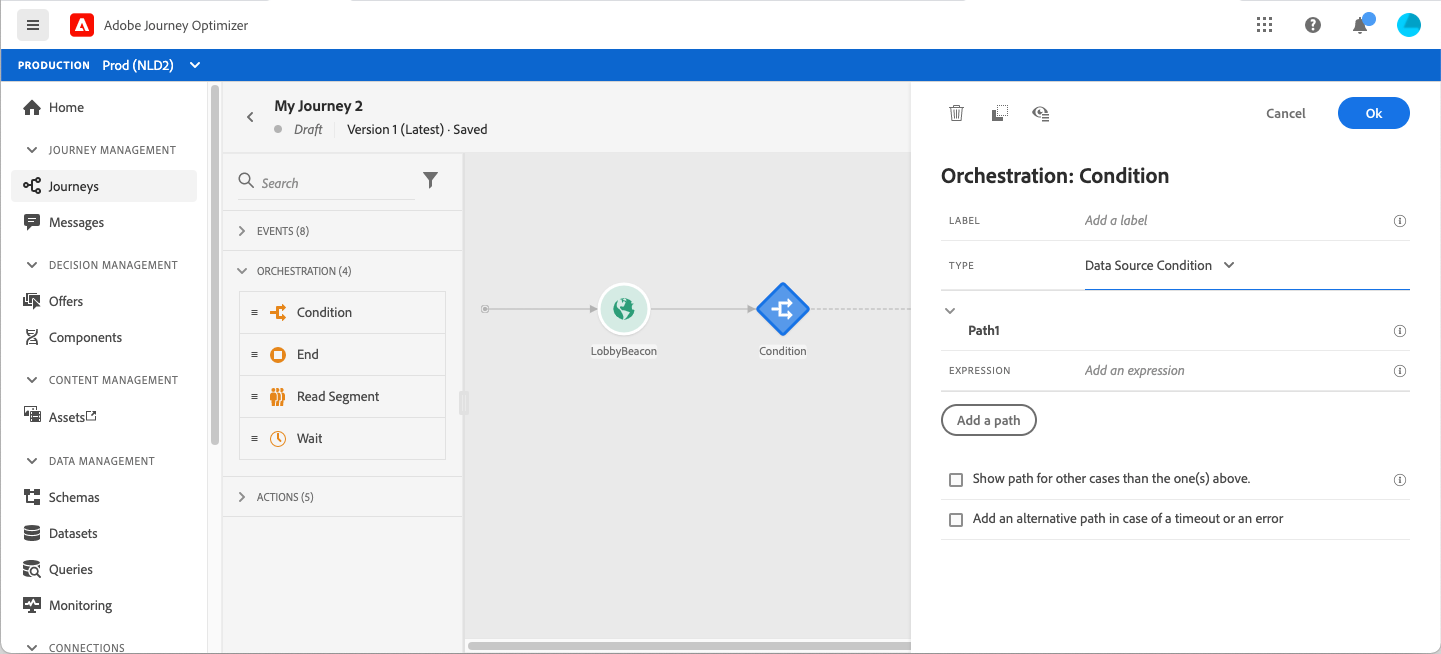 Adobe Journey Optimizer
PRODUCTION Prod (NLD2)
Home
JOURNEY MANAGEMENT
Journeys
Messages
DECISION MANAGEMENT
Offers
Components
CONTENT MANAGEMENT
Assets
DATA MANAGEMENT
Schemas
Datasets
Queries
Monitoring
CONNECTIONS
My Journey 2
Draft Version 1 (Latest) · Saved
Search
EVENTS (8)
ORCHESTRATION (4)
Condition
End
Read Segment
Wait
ACTIONS (5)
LobbyBeacon
Condition
Cancel Ok
Orchestration: Condition
LABEL Add a label
TYPE Data Source Condition
Path1
EXPRESSION Add an expression
Add a path
Show path for other cases than the one(s) above.
Add an alternative path in case of a timeout or an error